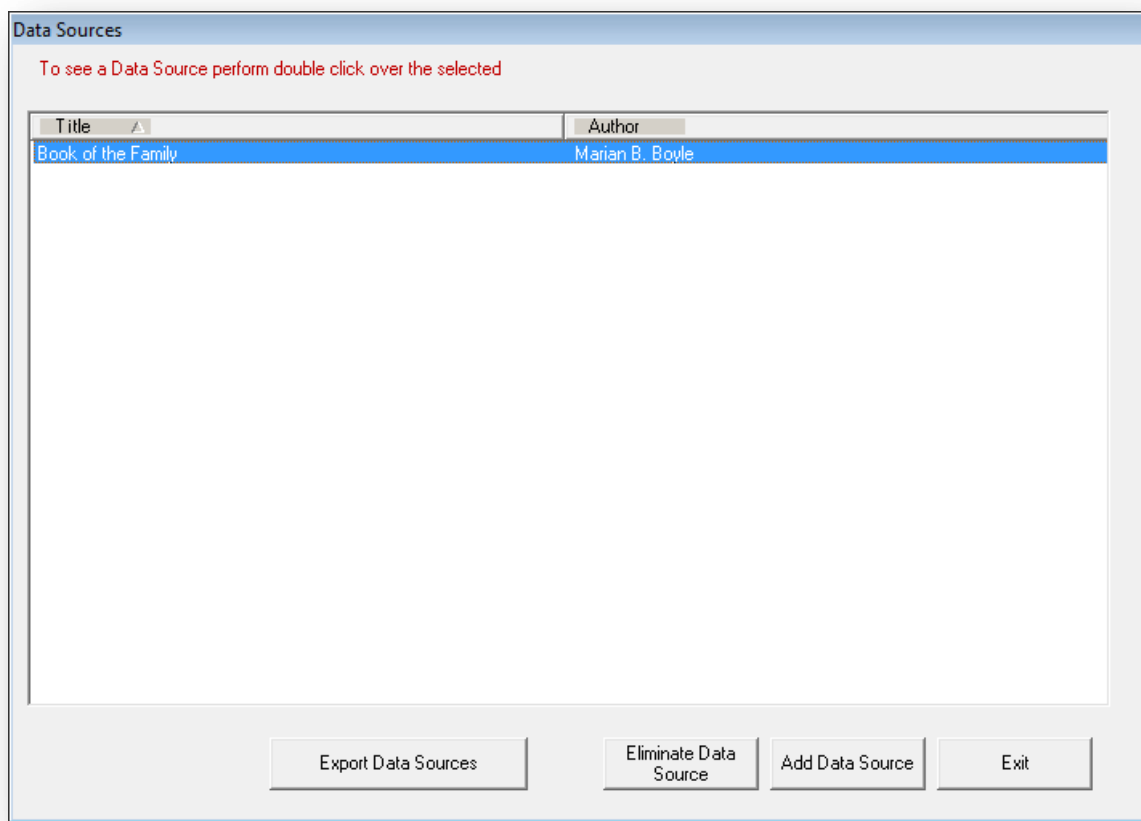 Data Sources
To see a Data Source perform double click over the selected
Title Author
Book of the Family Marian B. Boyle
Export Data Sources
Eliminate Data
Source
Add Data Source
Exit